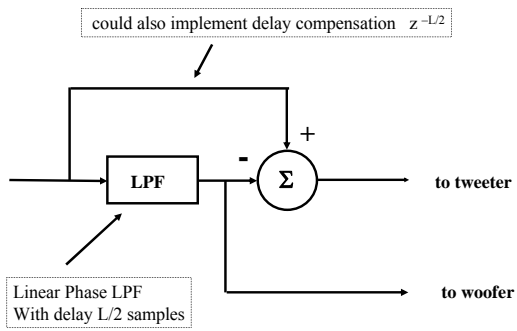 could also implement delay compensation z –L/2
+
-
LPF
Σ
to tweeter
Linear Phase LPF
With delay L/2 samples
to woofer